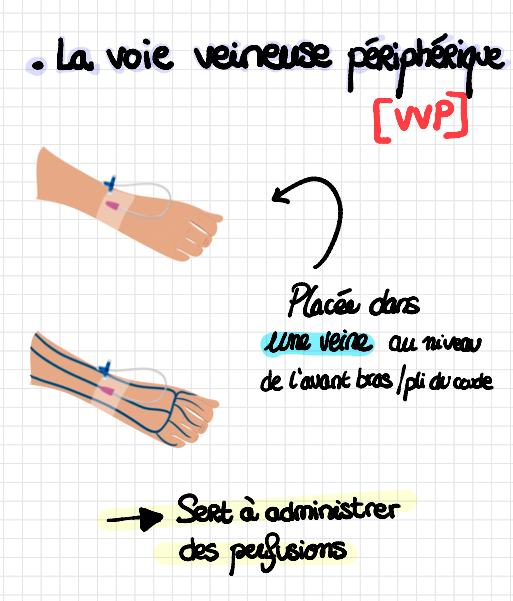 . La voie veineuse périphérique
[VVP]
Placée dans
une veine au niveau
de l'avant bras/pli du coude
→ Sert à administrer
des perfusions